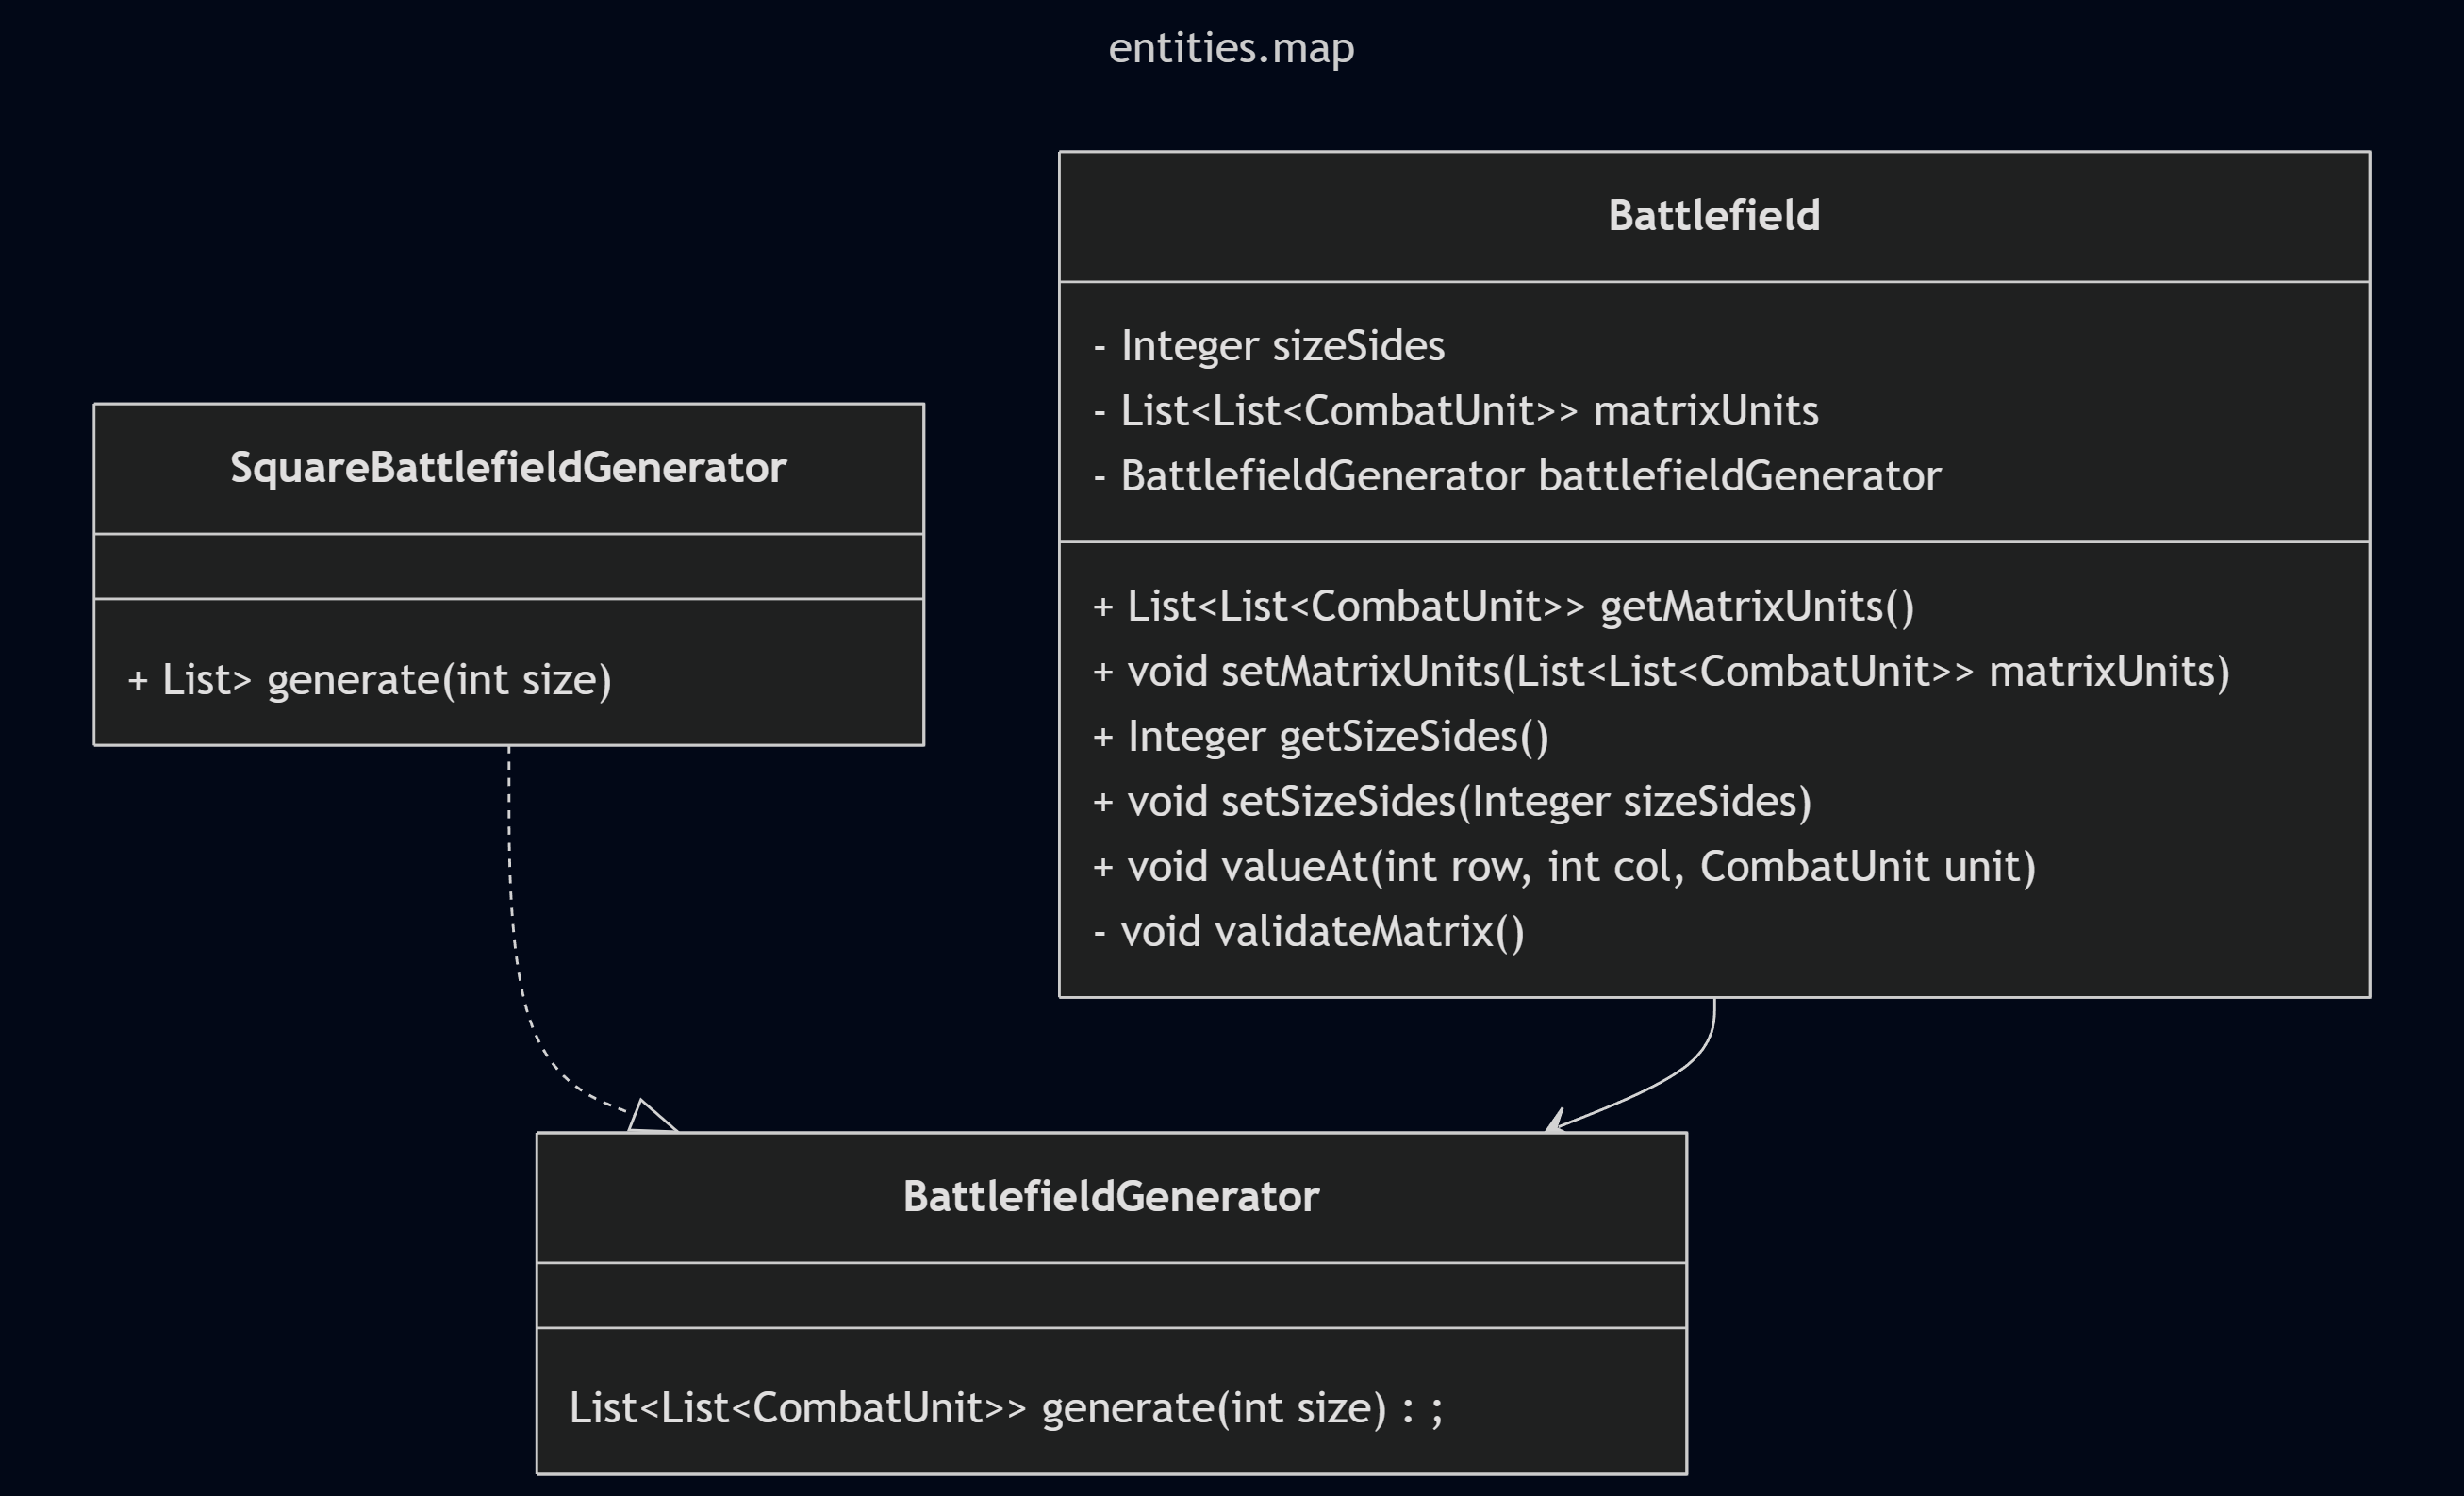 entities.map
Battlefield
- Integer sizeSides
- List<List<CombatUnit>> matrixUnits
- BattlefieldGenerator battlefieldGenerator
+ List<List<CombatUnit>> getMatrixUnits()
+ void setMatrixUnits(List<List<CombatUnit>> matrixUnits)
+ Integer getSizeSides()
+ void setSizeSides(Integer sizeSides)
+ void valueAt(int row, int col, CombatUnit unit)
- void validateMatrix()
SquareBattlefieldGenerator
+ List> generate(int size)
BattlefieldGenerator
List<List<CombatUnit>> generate(int size) : ;